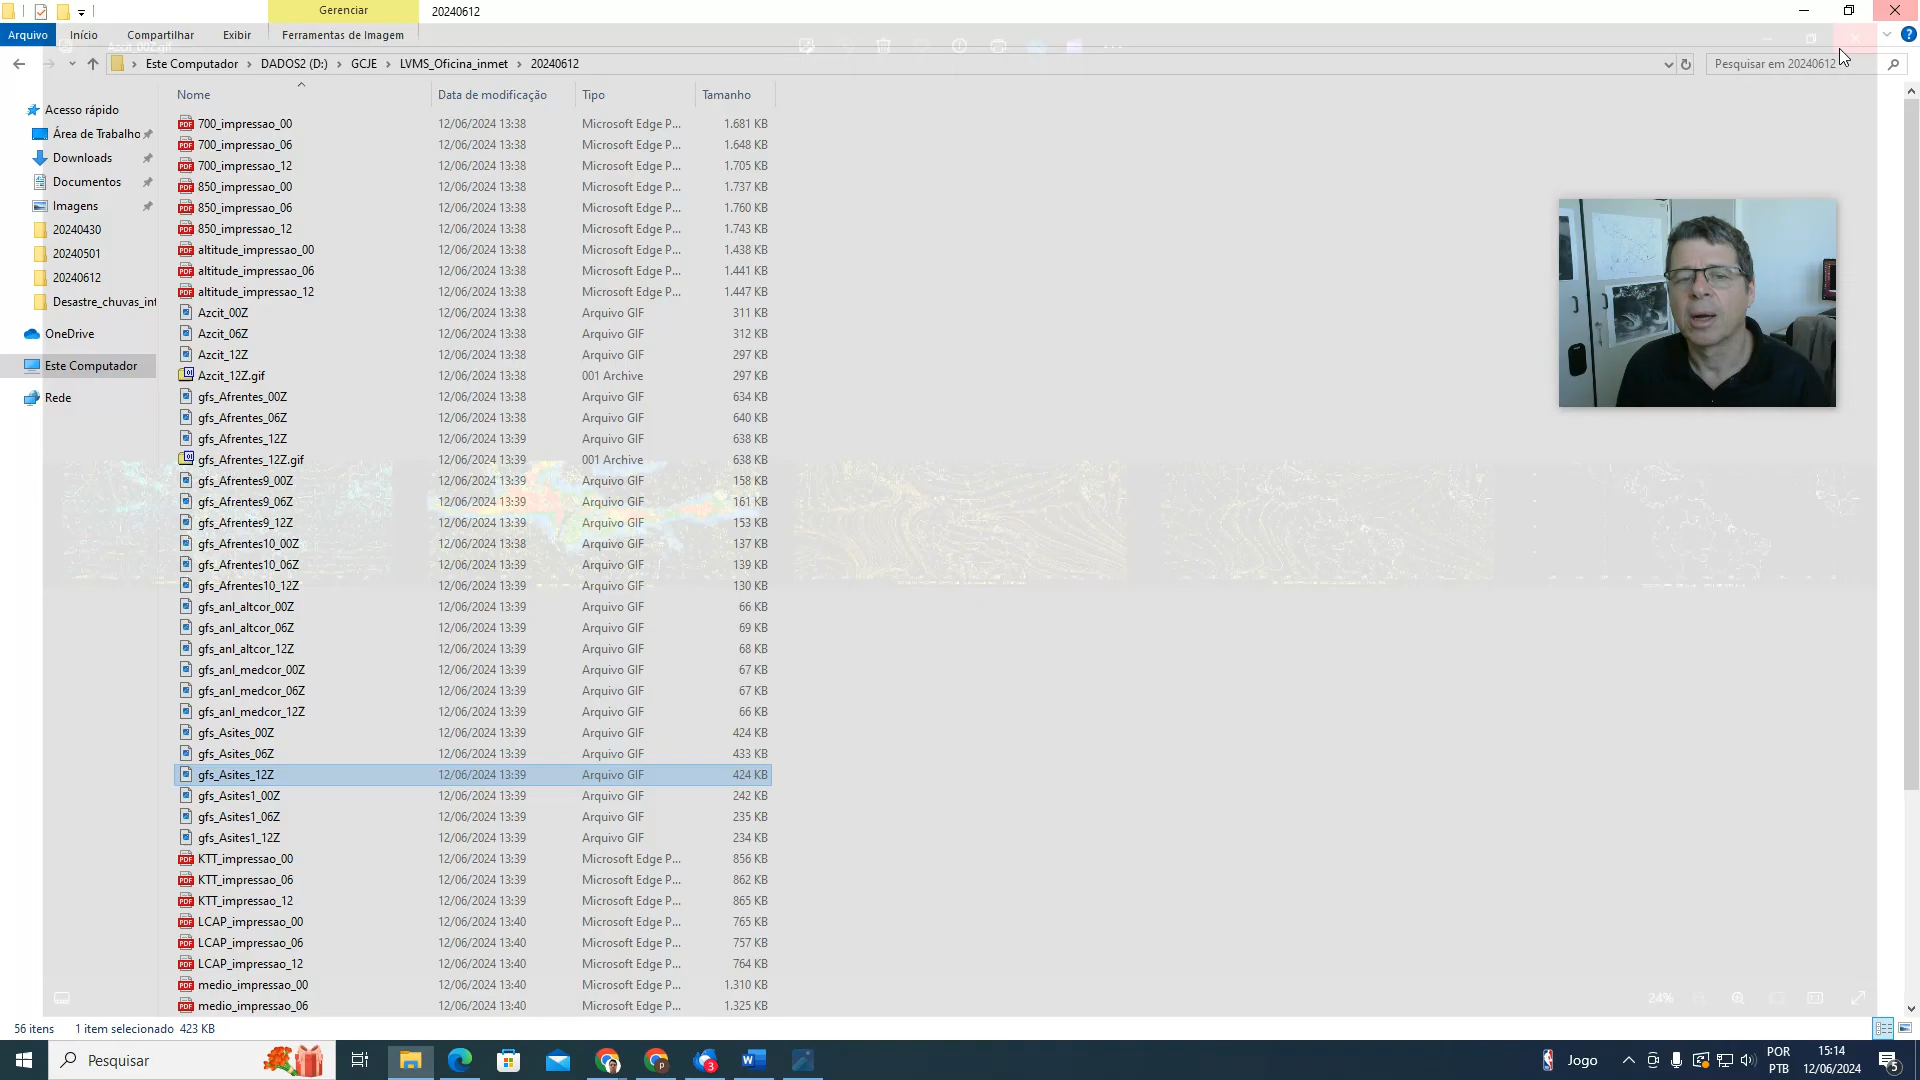 Gerenciar
20240612
Arquivo
Início
Compartilhar
Exibir
Ferramentas de Imagem
Azcit_00Z.gif
Este Computador > DADOS2 (D:) > GCJE > LVMS_Oficina_inmet > 20240612
Pesquisar em 20240612
Nome
Data de modificação
Tipo
Tamanho
Acesso rápido
Área de Trabalho
Downloads
Documentos
Imagens
20240430
20240501
20240612
Desastre_chuvas_int
OneDrive
Este Computador
Rede
700_impressao_00 12/06/2024 13:38 Microsoft Edge P... 1.681 KB
700_impressao_06 12/06/2024 13:38 Microsoft Edge P... 1.648 KB
700_impressao_12 12/06/2024 13:38 Microsoft Edge P... 1.705 KB
850_impressao_00 12/06/2024 13:38 Microsoft Edge P... 1.737 KB
850_impressao_06 12/06/2024 13:38 Microsoft Edge P... 1.760 KB
850_impressao_12 12/06/2024 13:38 Microsoft Edge P... 1.743 KB
altitude_impressao_00 12/06/2024 13:38 Microsoft Edge P... 1.438 KB
altitude_impressao_06 12/06/2024 13:38 Microsoft Edge P... 1.441 KB
altitude_impressao_12 12/06/2024 13:38 Microsoft Edge P... 1.447 KB
Azcit_00Z 12/06/2024 13:38 Arquivo GIF 311 KB
Azcit_06Z 12/06/2024 13:38 Arquivo GIF 312 KB
Azcit_12Z 12/06/2024 13:38 Arquivo GIF 297 KB
Azcit_12Z.gif 12/06/2024 13:38 001 Archive 297 KB
gfs_Afrentes_00Z 12/06/2024 13:38 Arquivo GIF 634 KB
gfs_Afrentes_06Z 12/06/2024 13:38 Arquivo GIF 640 KB
gfs_Afrentes_12Z 12/06/2024 13:39 Arquivo GIF 638 KB
gfs_Afrentes_12Z.gif 12/06/2024 13:39 001 Archive 638 KB
gfs_Afrentes9_00Z 12/06/2024 13:39 Arquivo GIF 158 KB
gfs_Afrentes9_06Z 12/06/2024 13:39 Arquivo GIF 161 KB
gfs_Afrentes9_12Z 12/06/2024 13:39 Arquivo GIF 153 KB
gfs_Afrentes10_00Z 12/06/2024 13:38 Arquivo GIF 137 KB
gfs_Afrentes10_06Z 12/06/2024 13:39 Arquivo GIF 139 KB
gfs_Afrentes10_12Z 12/06/2024 13:39 Arquivo GIF 130 KB
gfs_anl_altcor_00Z 12/06/2024 13:39 Arquivo GIF 66 KB
gfs_anl_altcor_06Z 12/06/2024 13:39 Arquivo GIF 69 KB
gfs_anl_altcor_12Z 12/06/2024 13:39 Arquivo GIF 68 KB
gfs_anl_medcor_00Z 12/06/2024 13:39 Arquivo GIF 67 KB
gfs_anl_medcor_06Z 12/06/2024 13:39 Arquivo GIF 67 KB
gfs_anl_medcor_12Z 12/06/2024 13:39 Arquivo GIF 66 KB
gfs_Asites_00Z 12/06/2024 13:39 Arquivo GIF 424 KB
gfs_Asites_06Z 12/06/2024 13:39 Arquivo GIF 433 KB
gfs_Asites_12Z 12/06/2024 13:39 Arquivo GIF 424 KB
gfs_Asites1_00Z 12/06/2024 13:39 Arquivo GIF 242 KB
gfs_Asites1_06Z 12/06/2024 13:39 Arquivo GIF 235 KB
gfs_Asites1_12Z 12/06/2024 13:39 Arquivo GIF 234 KB
KTT_impressao_00 12/06/2024 13:39 Microsoft Edge P... 856 KB
KTT_impressao_06 12/06/2024 13:39 Microsoft Edge P... 862 KB
KTT_impressao_12 12/06/2024 13:39 Microsoft Edge P... 865 KB
LCAP_impressao_00 12/06/2024 13:40 Microsoft Edge P... 765 KB
LCAP_impressao_06 12/06/2024 13:40 Microsoft Edge P... 757 KB
LCAP_impressao_12 12/06/2024 13:40 Microsoft Edge P... 764 KB
medio_impressao_00 12/06/2024 13:40 Microsoft Edge P... 1.310 KB
medio_impressao_06 12/06/2024 13:40 Microsoft Edge P... 1.325 KB
24%
56 itens 1 item selecionado 423 KB
Pesquisar
Jogo
POR
PTB
15:14
12/06/2024
5